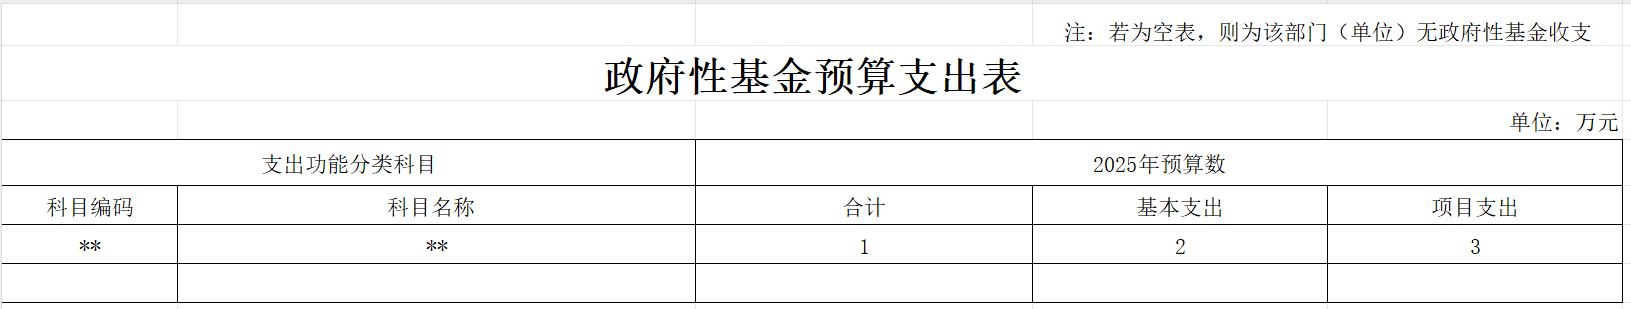 注：若为空表，则为该部门（单位）无政府性基金收支
政府性基金预算支出表
单位：万元
支出功能分类科目 2025年预算数
科目编码 科目名称 合计 基本支出 项目支出
** ** 1 2 3